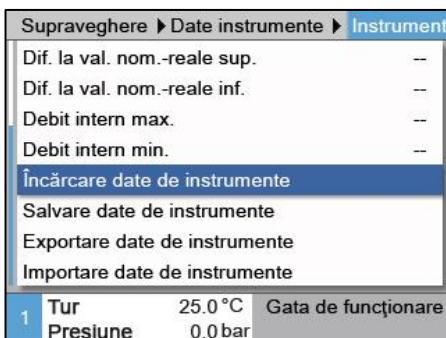 Supraveghere ▶ Date instrumente ▶ Instrument
Dif. la val. nom.-reale sup. --
Dif. la val. nom.-reale inf. --
Debit intern max. --
Debit intern min. --
Încărcare date de instrumente
Salvare date de instrumente
Exportare date de instrumente
Importare date de instrumente
1 Tur 25.0 °C Gata de funcţionare
Presiune 0.0 bar